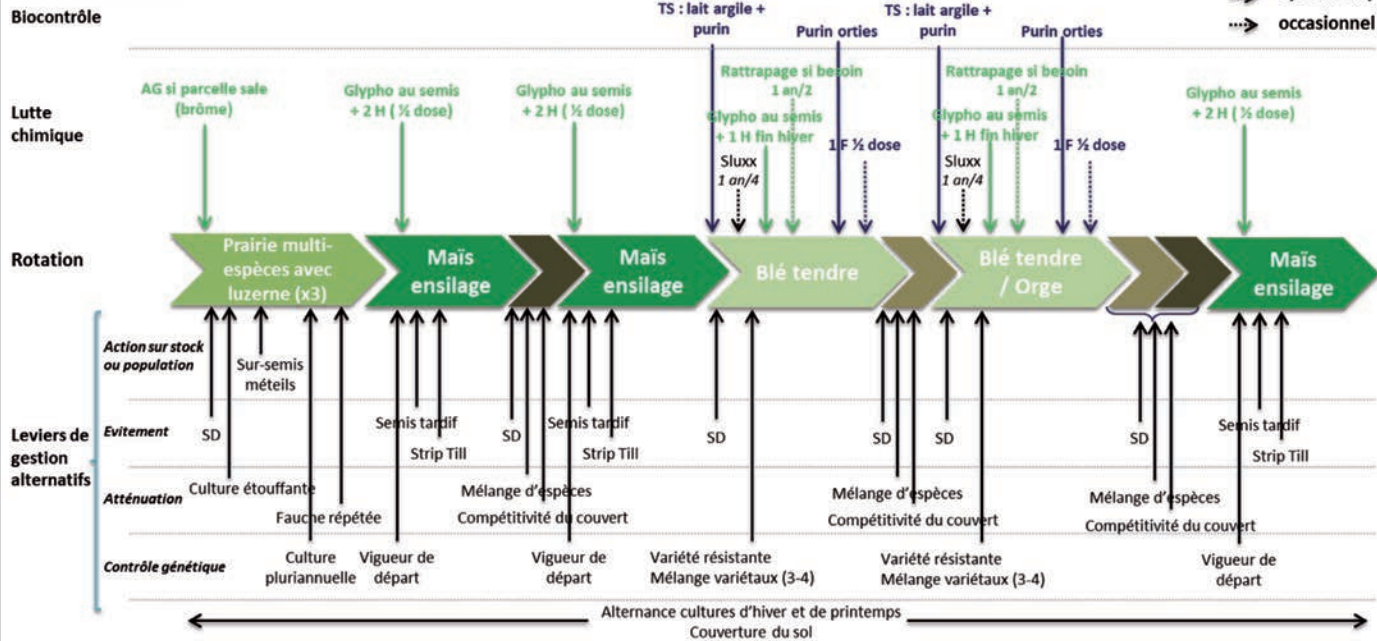 Biocontrôle
TS : lait argile +
purin
Purin orties
TS : lait argile +
purin
Purin orties
occasionnel
Lutte
chimique
AG si parcelle sale
(brôme)
Glypho au semis
+ 2 H ( ½ dose)
Glypho au semis
+ 2 H ( ½ dose)
Rattrapage si besoin
1 an/2
Glypho au semis
+ 1 H fin hiver
Sluxx
1 an/4
1 F ½ dose
Rattrapage si besoin
1 an/2
Glypho au semis
+ 1 H fin hiver
Sluxx
1 an/4
1 F ½ dose
Glypho au semis
+ 2 H ( ½ dose)
Rotation
Prairie multi-
espèces avec
luzerne (x3)
Maïs
ensilage
Maïs
ensilage
Blé tendre
Blé tendre
/ Orge
Maïs
ensilage
Leviers de
gestion
alternatifs
Action sur stock
ou population
Sur-semis
méteils
Evitement
SD
Semis tardif
Strip Till
SD
Semis tardif
Strip Till
SD
SD
SD
SD
Semis tardif
Strip Till
Atténuation
Culture étouffante
Fauche répétée
Mélange d'espèces
Compétitivité du couvert
Mélange d'espèces
Compétitivité du couvert
Mélange d'espèces
Compétitivité du couvert
Contrôle génétique
Culture
pluriannuelle
Vigueur de
départ
Vigueur de
départ
Variété résistante
Mélange variétaux (3-4)
Variété résistante
Mélange variétaux (3-4)
Vigueur de
départ
Alternance cultures d'hiver et de printemps
Couverture du sol